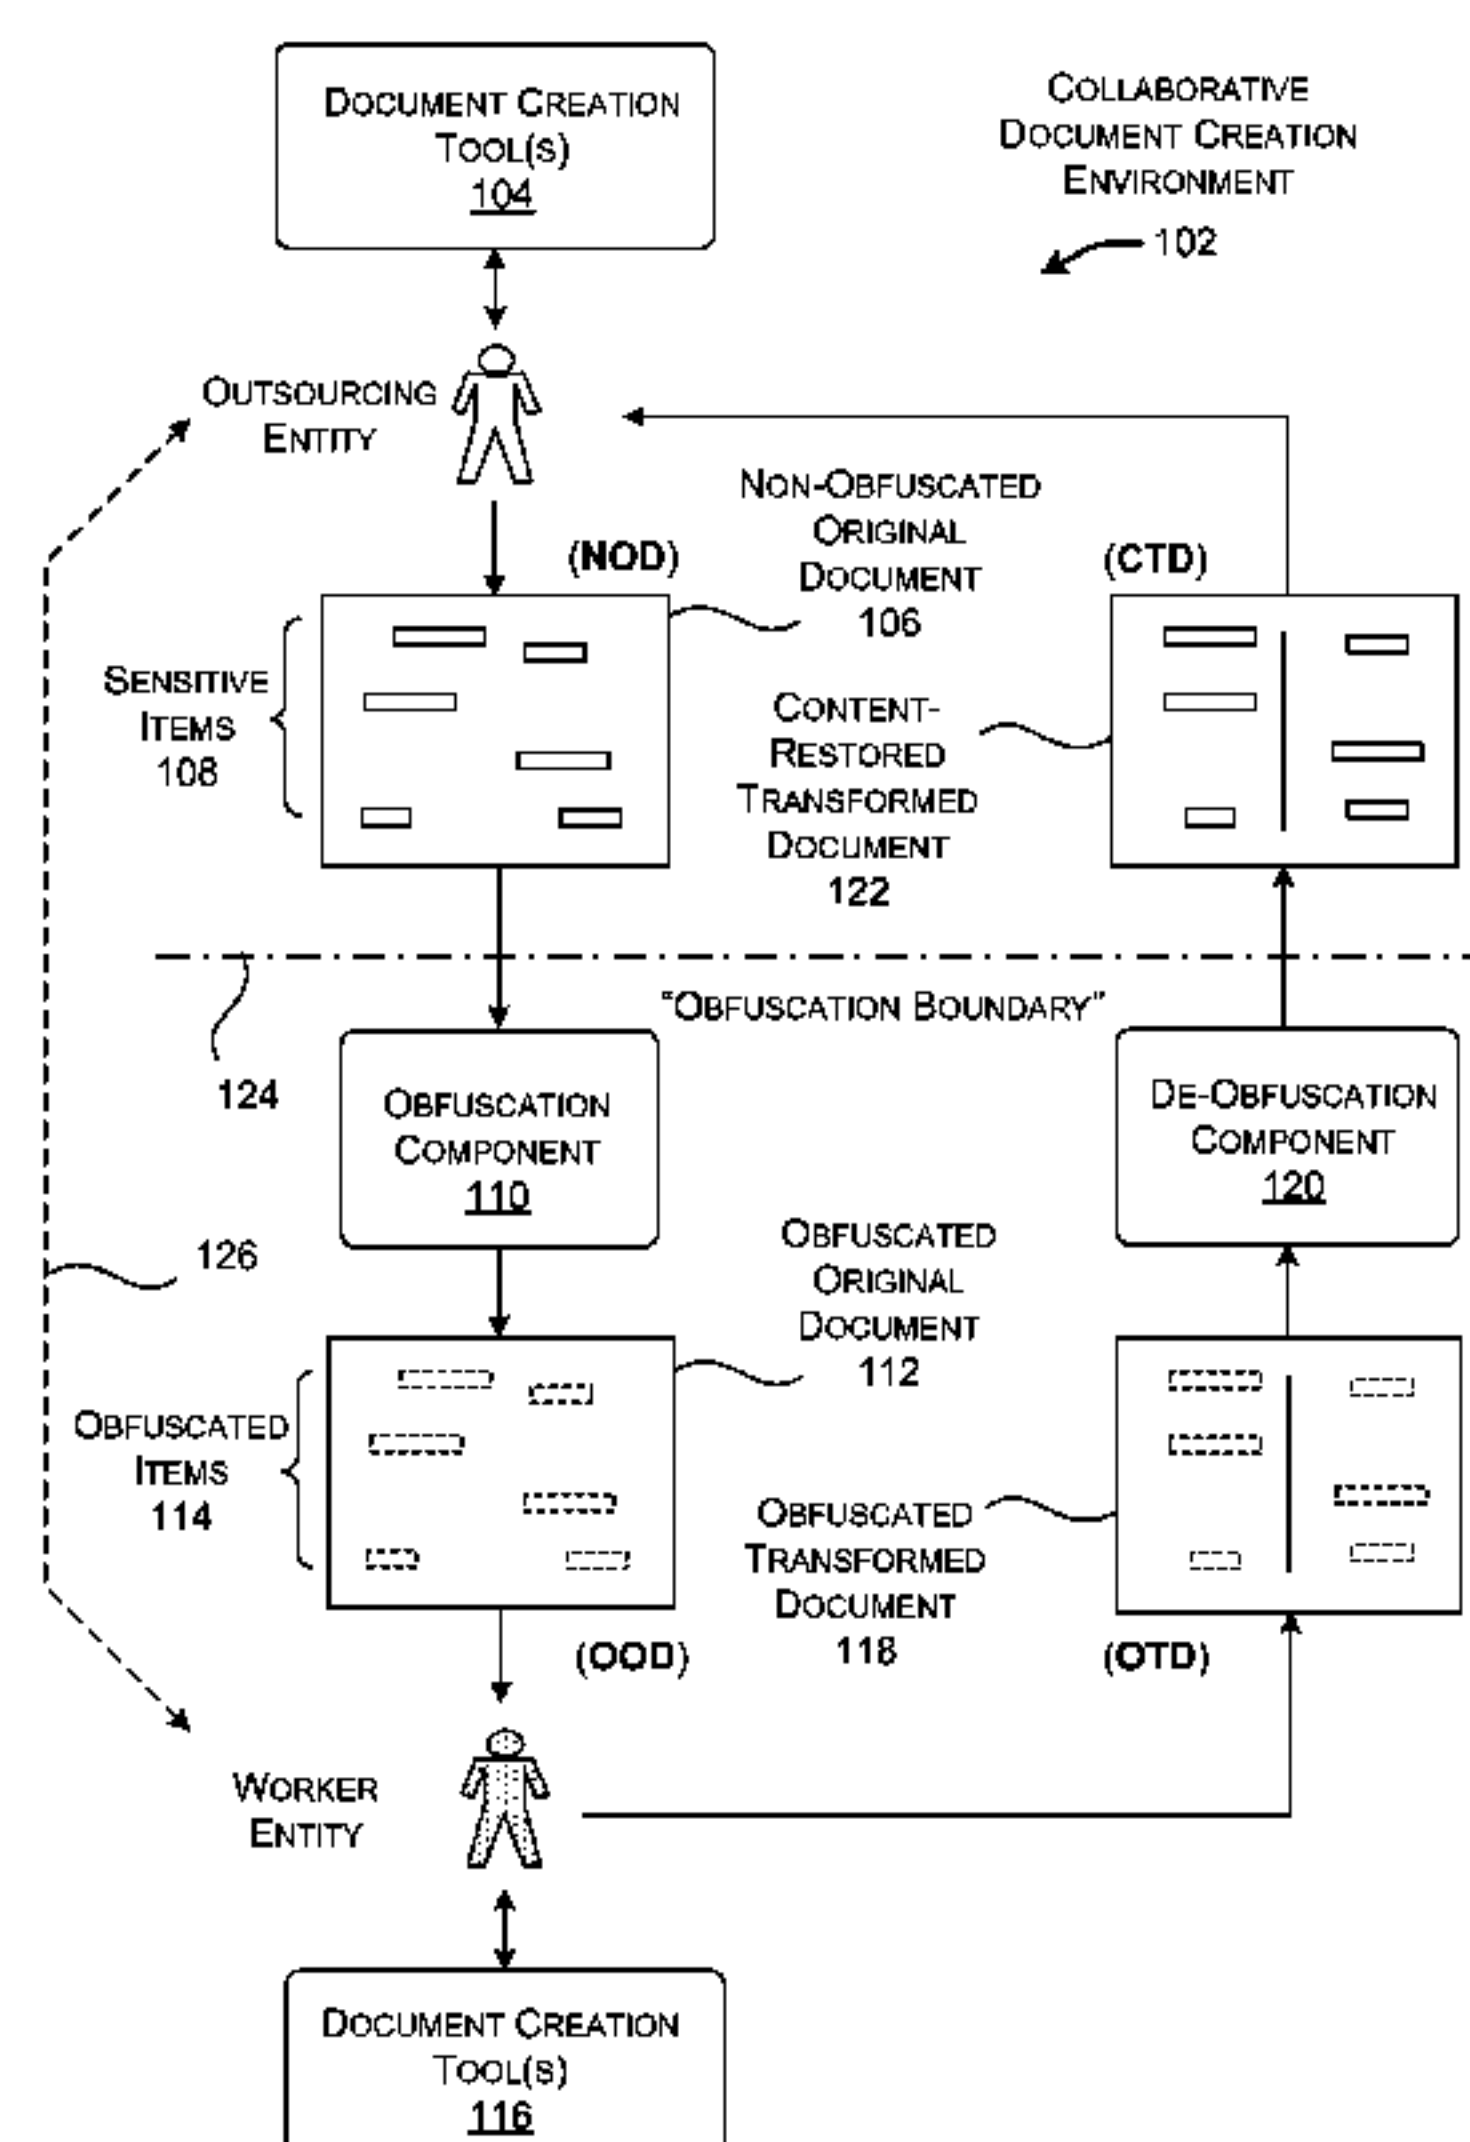 DOCUMENT CREATION
TOOL(S)
104
COLLABORATIVE
DOCUMENT CREATION
ENVIRONMENT
102
OUTSOURCING
ENTITY
NON-OBFUSCATED
ORIGINAL
DOCUMENT
106
(NOD)
(CTD)
SENSITIVE
ITEMS
108
CONTENT-
RESTORED
TRANSFORMED
DOCUMENT
122
"OBFUSCATION BOUNDARY"
124
OBFUSCATION
COMPONENT
110
DE-OBFUSCATION
COMPONENT
120
126
OBFUSCATED
ORIGINAL
DOCUMENT
112
OBFUSCATED
ITEMS
114
OBFUSCATED
TRANSFORMED
DOCUMENT
118
(OOD)
(OTD)
WORKER
ENTITY
DOCUMENT CREATION
TOOL(S)
116